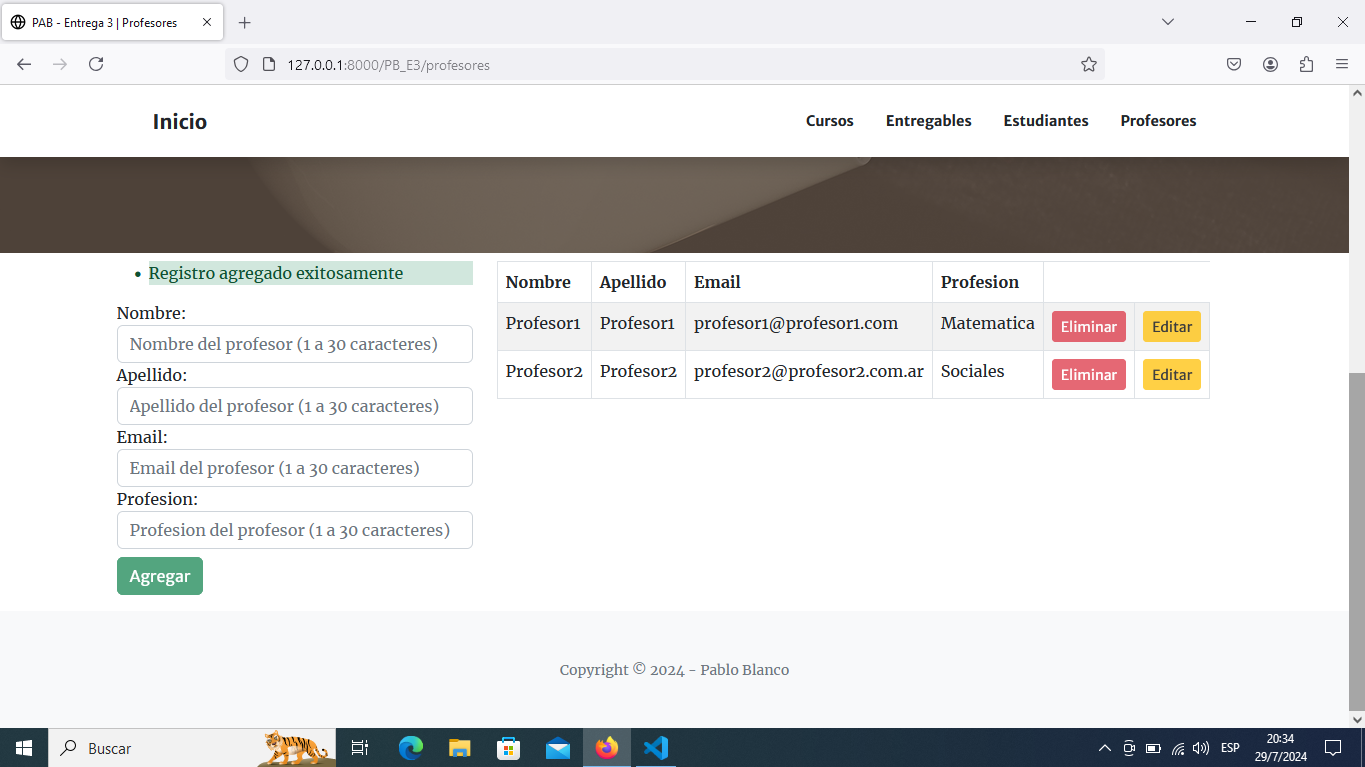 PAB - Entrega 3 | Profesores
127.0.0.1:8000/PB_E3/profesores
Inicio
Cursos Entregables Estudiantes Profesores
Registro agregado exitosamente
Nombre:
Nombre del profesor (1 a 30 caracteres)
Apellido:
Apellido del profesor (1 a 30 caracteres)
Email:
Email del profesor (1 a 30 caracteres)
Profesion:
Profesion del profesor (1 a 30 caracteres)
Agregar
Nombre Apellido Email Profesion
Profesor1 Profesor1 profesor1@profesor1.com Matematica Eliminar Editar
Profesor2 Profesor2 profesor2@profesor2.com.ar Sociales Eliminar Editar
Copyright © 2024 - Pablo Blanco
Buscar
ESP
20:34
29/7/2024